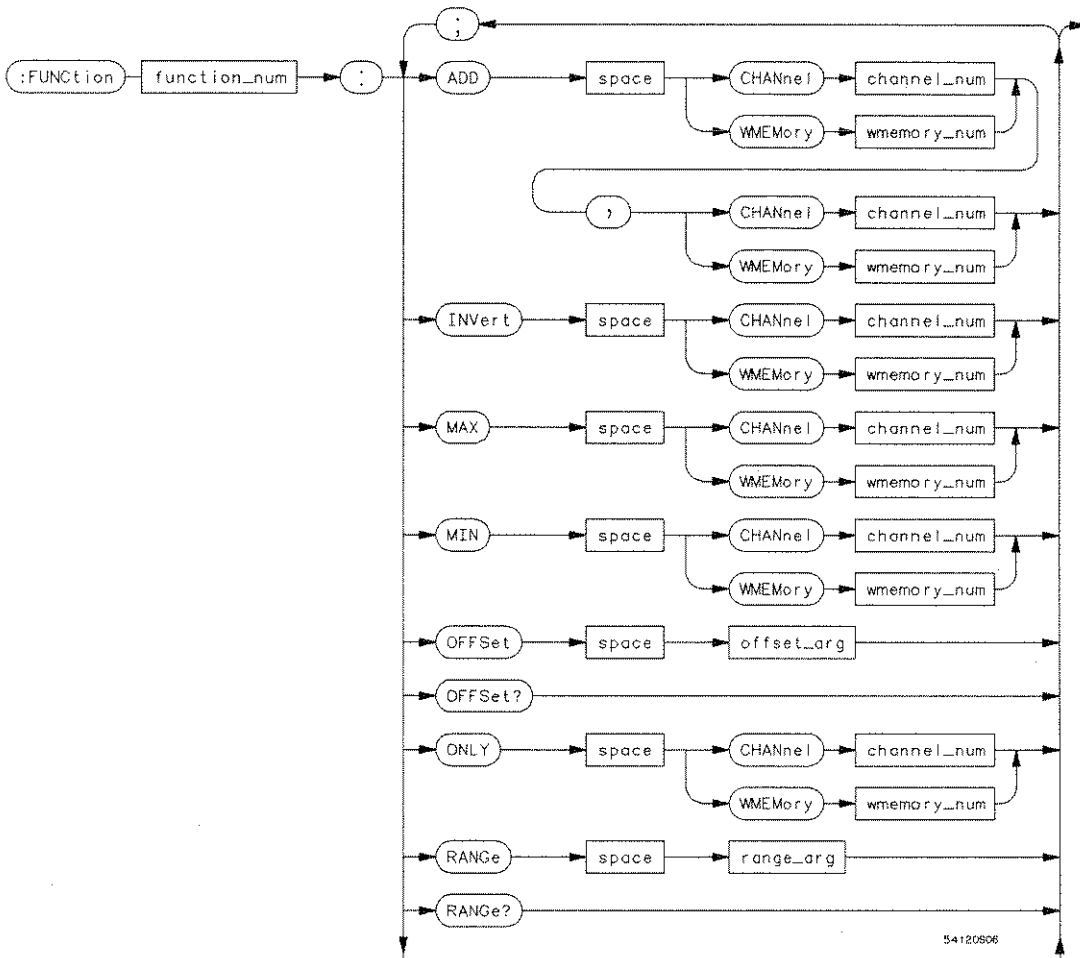 ;
:FUNCtion function_num : ADD space CHANnel channel_num
WMEMory wmemory_num
, CHANnel channel_num
WMEMory wmemory_num
INVert space CHANnel channel_num
WMEMory wmemory_num
MAX space CHANnel channel_num
WMEMory wmemory_num
MIN space CHANnel channel_num
WMEMory wmemory_num
OFFSet space offset_arg
OFFSet?
ONLY space CHANnel channel_num
WMEMory wmemory_num
RANGe space range_arg
RANGe?
54120S06